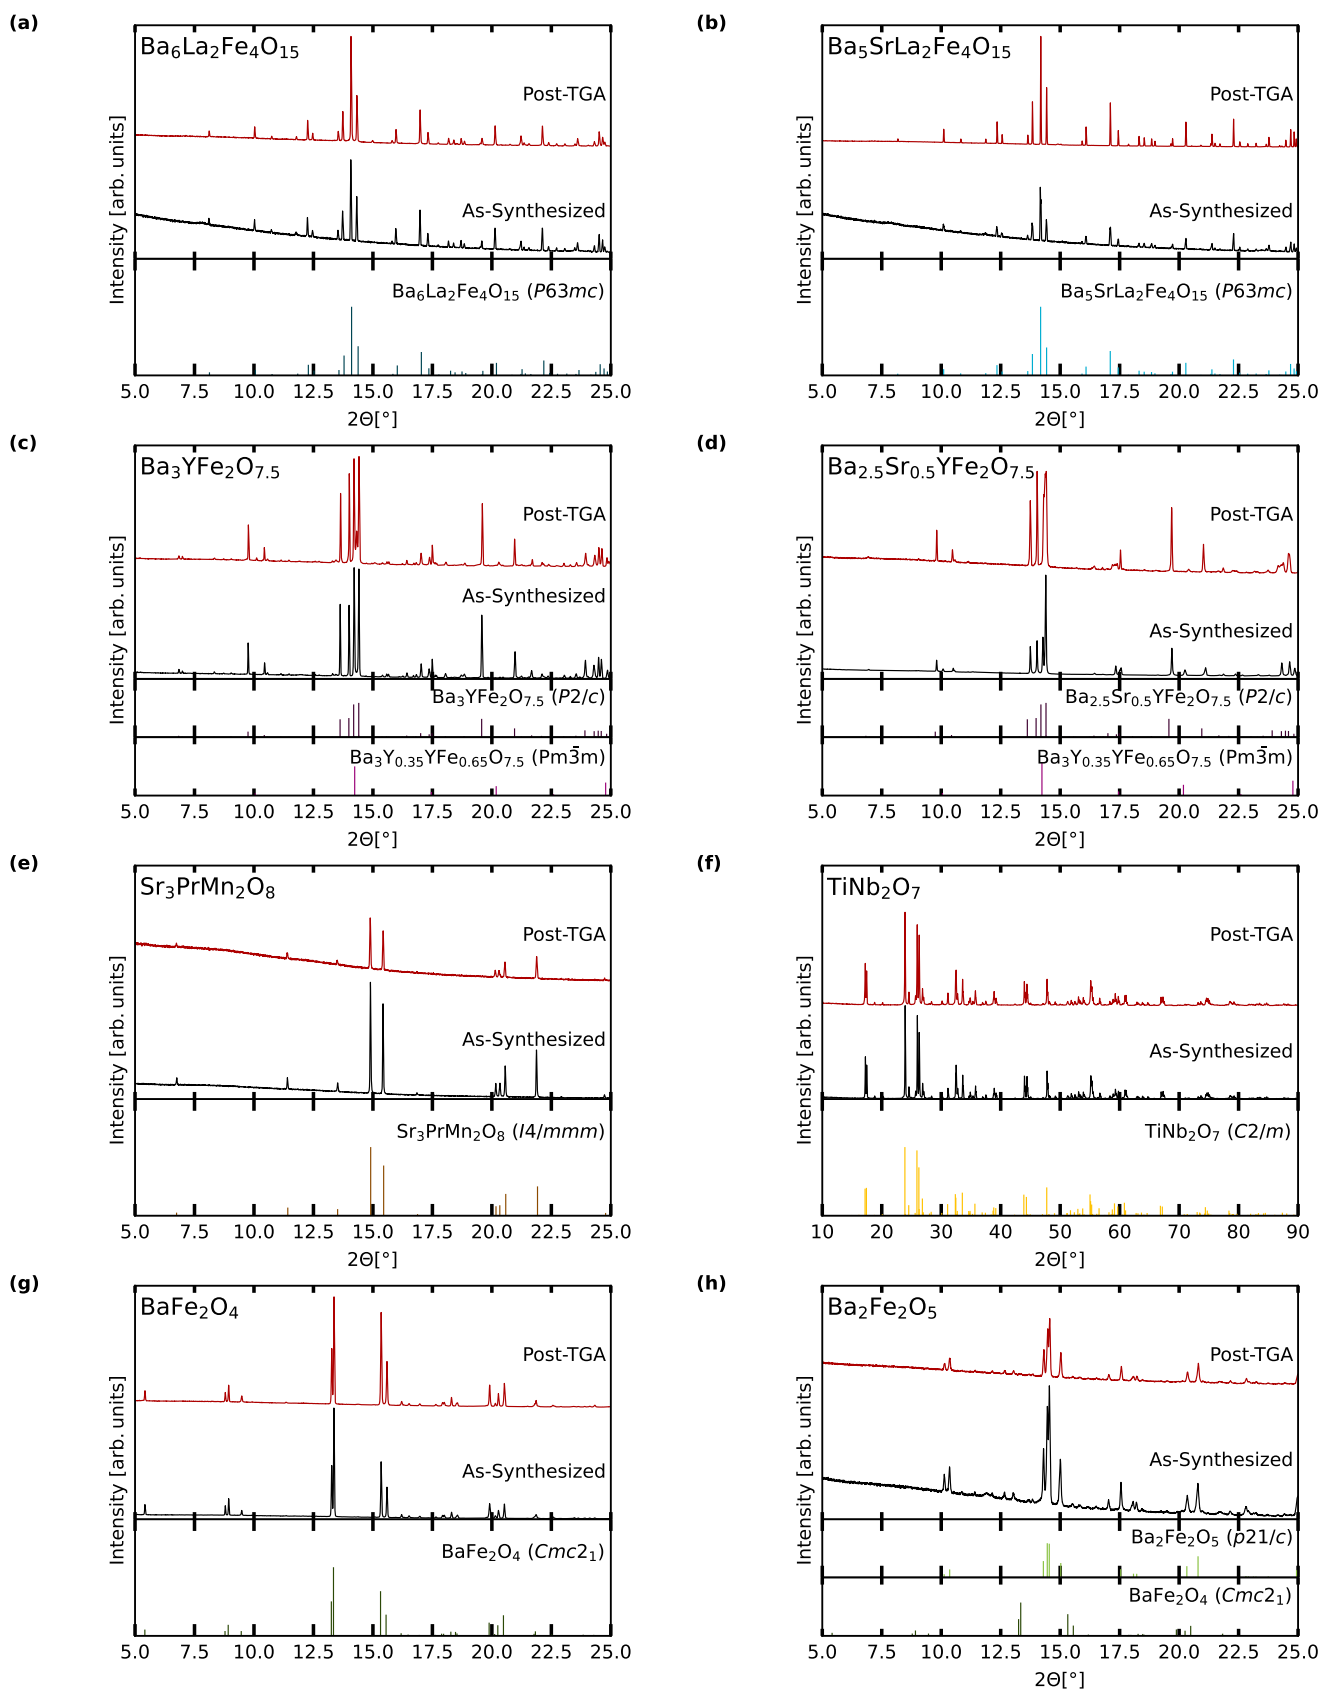 (a)
Ba₆La₂Fe₄O₁₅
Post-TGA
As-Synthesized
Ba₆La₂Fe₄O₁₅ (P63mc)
Intensity [arb. units]
5.0 7.5 10.0 12.5 15.0 17.5 20.0 22.5 25.0
2Θ[°]
(b)
Ba₅SrLa₂Fe₄O₁₅
Post-TGA
As-Synthesized
Ba₅SrLa₂Fe₄O₁₅ (P63mc)
Intensity [arb. units]
5.0 7.5 10.0 12.5 15.0 17.5 20.0 22.5 25.0
2Θ[°]
(c)
Ba₃YFe₂O₇.₅
Post-TGA
As-Synthesized
Ba₃YFe₂O₇.₅ (P2/c)
Ba₃Y₀.₃₅YFe₀.₆₅O₇.₅ (Pm3̄m)
Intensity [arb. units]
5.0 7.5 10.0 12.5 15.0 17.5 20.0 22.5 25.0
2Θ[°]
(d)
Ba₂.₅Sr₀.₅YFe₂O₇.₅
Post-TGA
As-Synthesized
Ba₂.₅Sr₀.₅YFe₂O₇.₅ (P2/c)
Ba₃Y₀.₃₅YFe₀.₆₅O₇.₅ (Pm3̄m)
Intensity [arb. units]
5.0 7.5 10.0 12.5 15.0 17.5 20.0 22.5 25.0
2Θ[°]
(e)
Sr₃PrMn₂O₈
Post-TGA
As-Synthesized
Sr₃PrMn₂O₈ (I4/mmm)
Intensity [arb. units]
5.0 7.5 10.0 12.5 15.0 17.5 20.0 22.5 25.0
2Θ[°]
(f)
TiNb₂O₇
Post-TGA
As-Synthesized
TiNb₂O₇ (C2/m)
Intensity [arb. units]
10 20 30 40 50 60 70 80 90
2Θ[°]
(g)
BaFe₂O₄
Post-TGA
As-Synthesized
BaFe₂O₄ (Cmc2₁)
Intensity [arb. units]
5.0 7.5 10.0 12.5 15.0 17.5 20.0 22.5 25.0
2Θ[°]
(h)
Ba₂Fe₂O₅
Post-TGA
As-Synthesized
Ba₂Fe₂O₅ (p21/c)
BaFe₂O₄ (Cmc2₁)
Intensity [arb. units]
5.0 7.5 10.0 12.5 15.0 17.5 20.0 22.5 25.0
2Θ[°]